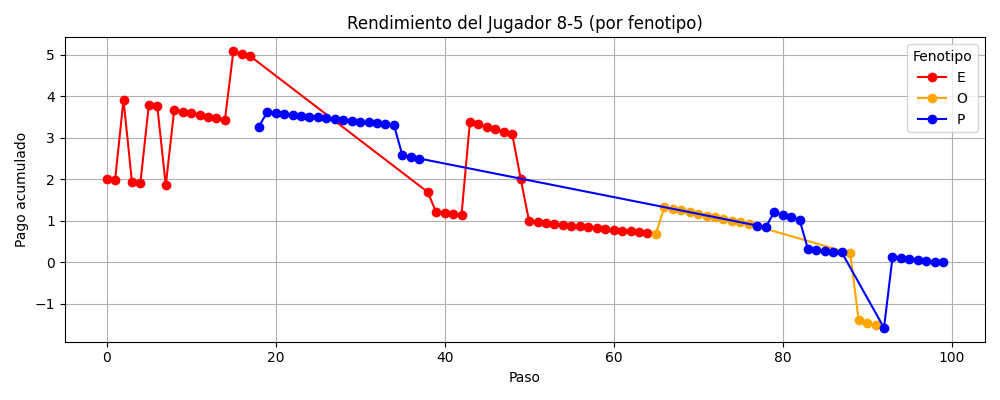 Rendimiento del Jugador 8-5 (por fenotipo)
Pago acumulado
5
4
3
2
1
0
−1
0 20 40 60 80 100
Paso
Fenotipo
E
O
P